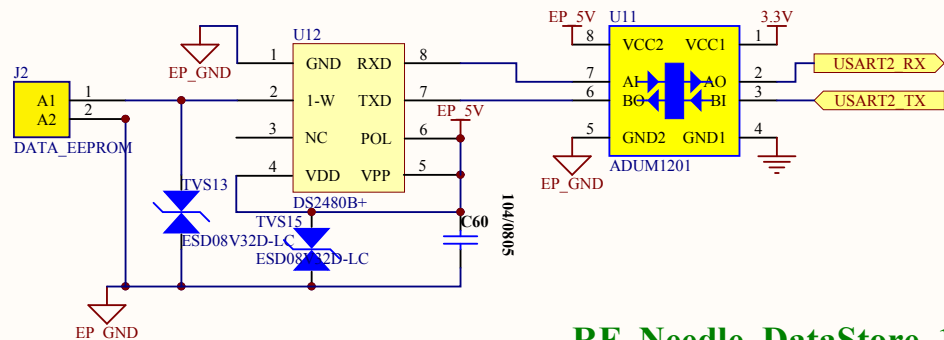 EP_5V
U11
3.3V
U12
8
VCC2
VCC1
1
EP_GND
1
GND
RXD
8
7
AI
AO
2
USART2_RX
J2
A1
1
2
1-W
TXD
7
6
BO
BI
3
USART2_TX
A2
2
EP_5V
3
NC
POL
6
5
GND2
GND1
4
DATA_EEPROM
4
VDD
VPP
5
ADUM1201
EP_GND
TVS13
DS2480B+
104/0805
TVS15
C60
ESD08V32D-LC
ESD08V32D-LC
EP_GND